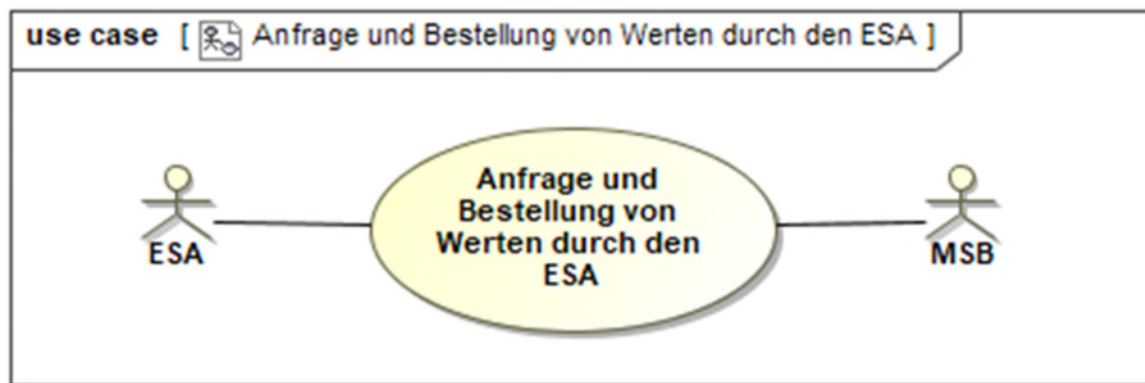 use case [ Anfrage und Bestellung von Werten durch den ESA ]
Anfrage und
Bestellung von
Werten durch den
ESA
ESA
MSB